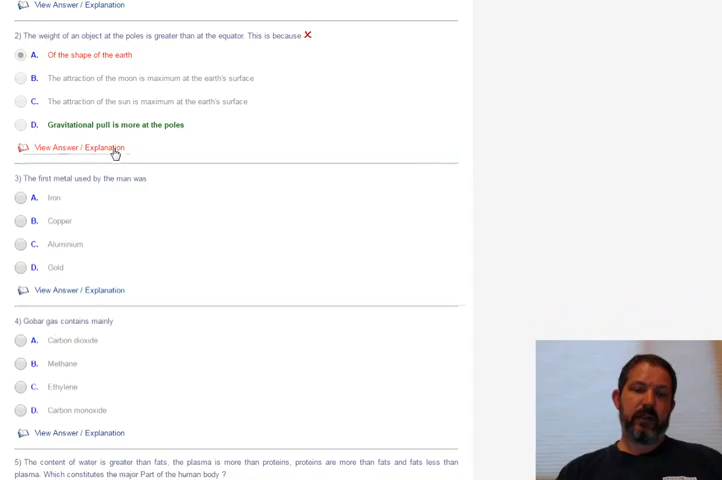 View Answer / Explanation
2) The weight of an object at the poles is greater than at the equator. This is because
A. Of the shape of the earth
B. The attraction of the moon is maximum at the earth's surface
C. The attraction of the sun is maximum at the earth's surface
D. Gravitational pull is more at the poles
View Answer / Explanation
3) The first metal used by the man was
A. Iron
B. Copper
C. Aluminium
D. Gold
View Answer / Explanation
4) Gobar gas contains mainly
A. Carbon dioxide
B. Methane
C. Ethylene
D. Carbon monoxide
View Answer / Explanation
5) The content of water is greater than fats, the plasma is more than proteins, proteins are more than fats and fats less than
plasma. Which constitutes the major Part of the human body ?